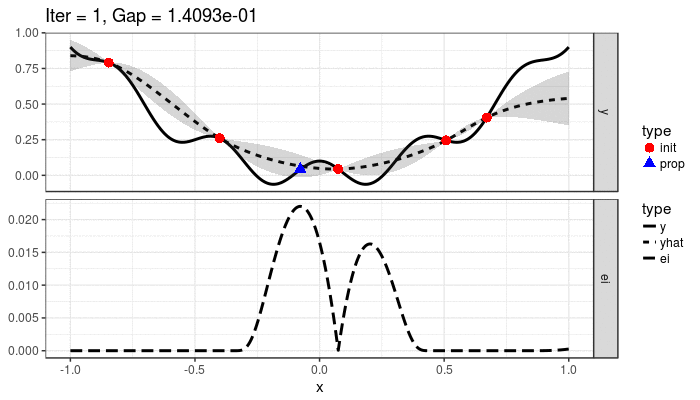 Iter = 1, Gap = 1.4093e-01
1.00
0.75
0.50
0.25
0.00
y
0.020
0.015
0.010
0.005
0.000
ei
-1.0
-0.5
0.0
0.5
1.0
x
type
init
prop
type
y
yhat
ei